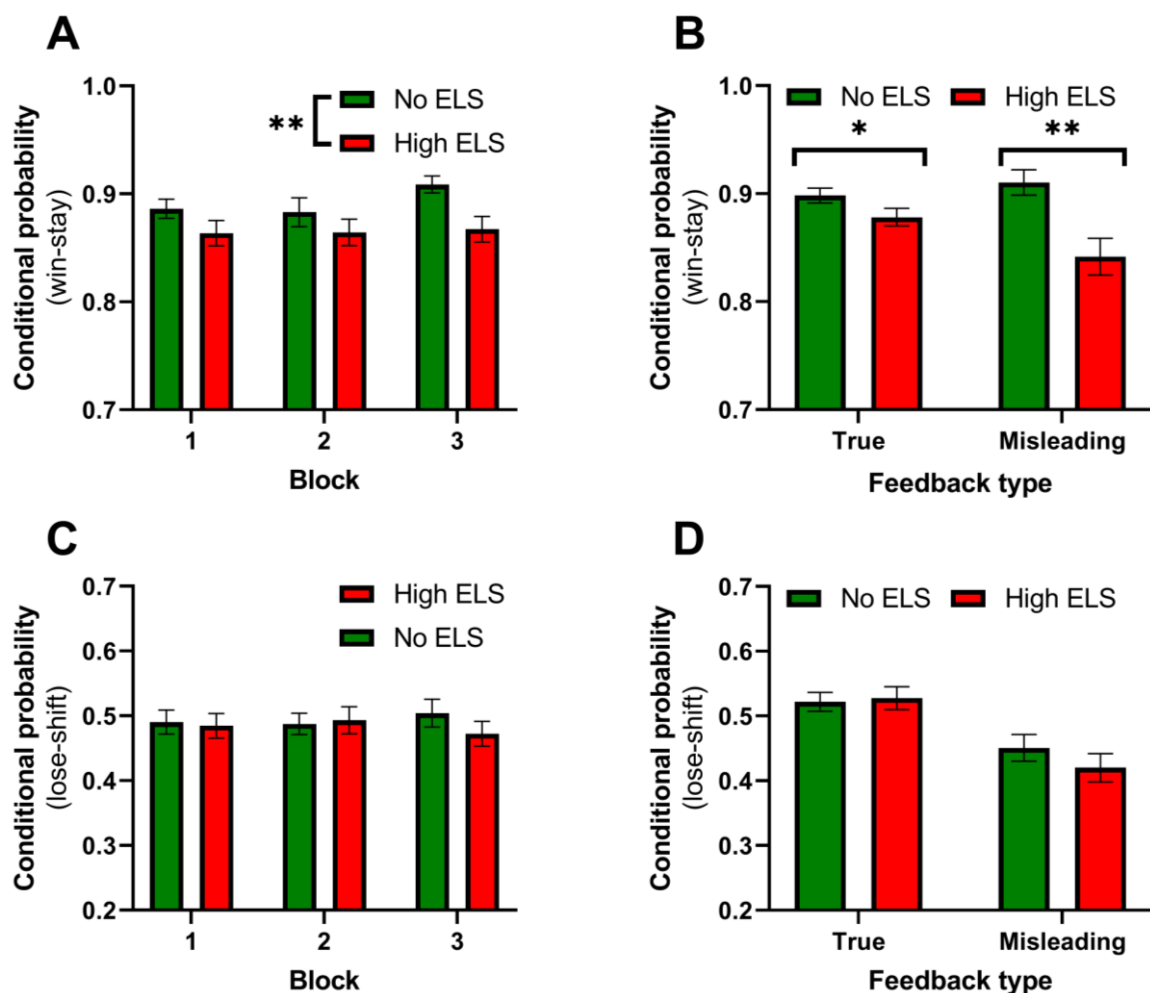 A
Conditional probability
(win-stay)
1.0
0.9
0.8
0.7
No ELS
High ELS
**
1
2
3
Block
B
Conditional probability
(win-stay)
1.0
0.9
0.8
0.7
No ELS
High ELS
*
**
True
Misleading
Feedback type
C
Conditional probability
(lose-shift)
0.7
0.6
0.5
0.4
0.3
0.2
High ELS
No ELS
1
2
3
Block
D
Conditional probability
(lose-shift)
0.7
0.6
0.5
0.4
0.3
0.2
No ELS
High ELS
True
Misleading
Feedback type